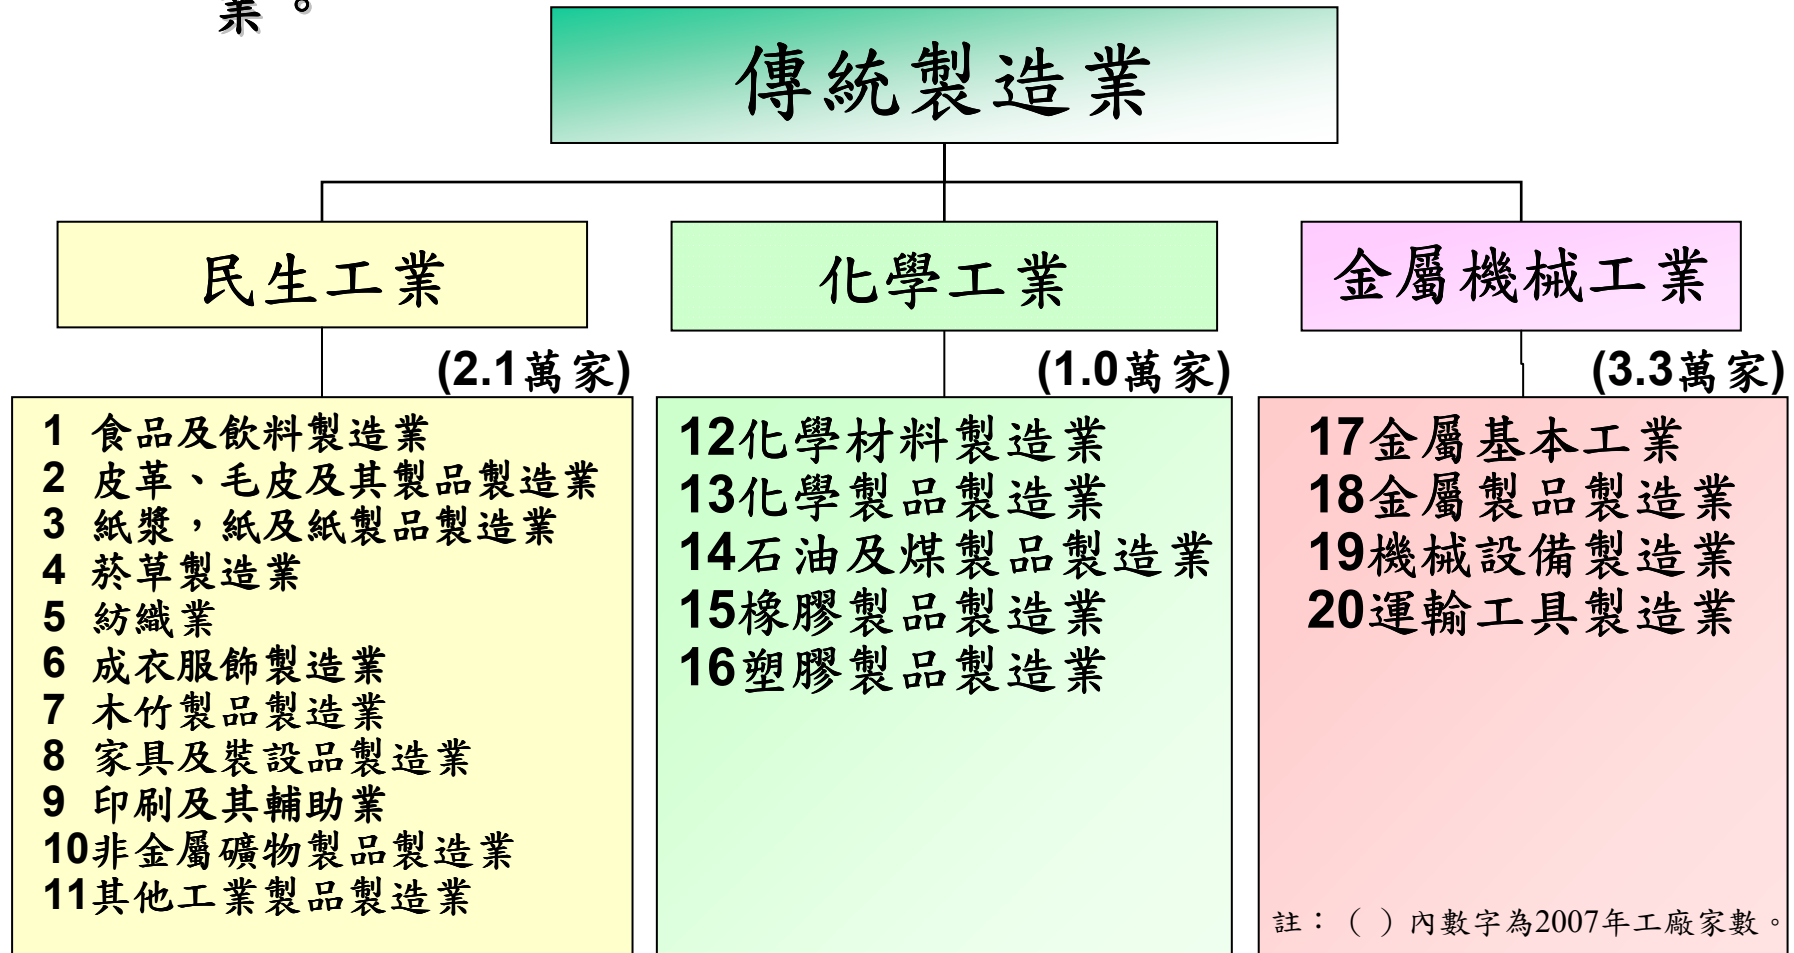 業。
傳統製造業
民生工業
(2.1萬家)
1 食品及飲料製造業
2 皮革、毛皮及其製品製造業
3 紙漿，紙及紙製品製造業
4 菸草製造業
5 紡織業
6 成衣服飾製造業
7 木竹製品製造業
8 家具及裝設品製造業
9 印刷及其輔助業
10非金屬礦物製品製造業
11其他工業製品製造業
化學工業
(1.0萬家)
12化學材料製造業
13化學製品製造業
14石油及煤製品製造業
15橡膠製品製造業
16塑膠製品製造業
金屬機械工業
(3.3萬家)
17金屬基本工業
18金屬製品製造業
19機械設備製造業
20運輸工具製造業
註：（ ）內數字為2007年工廠家數。